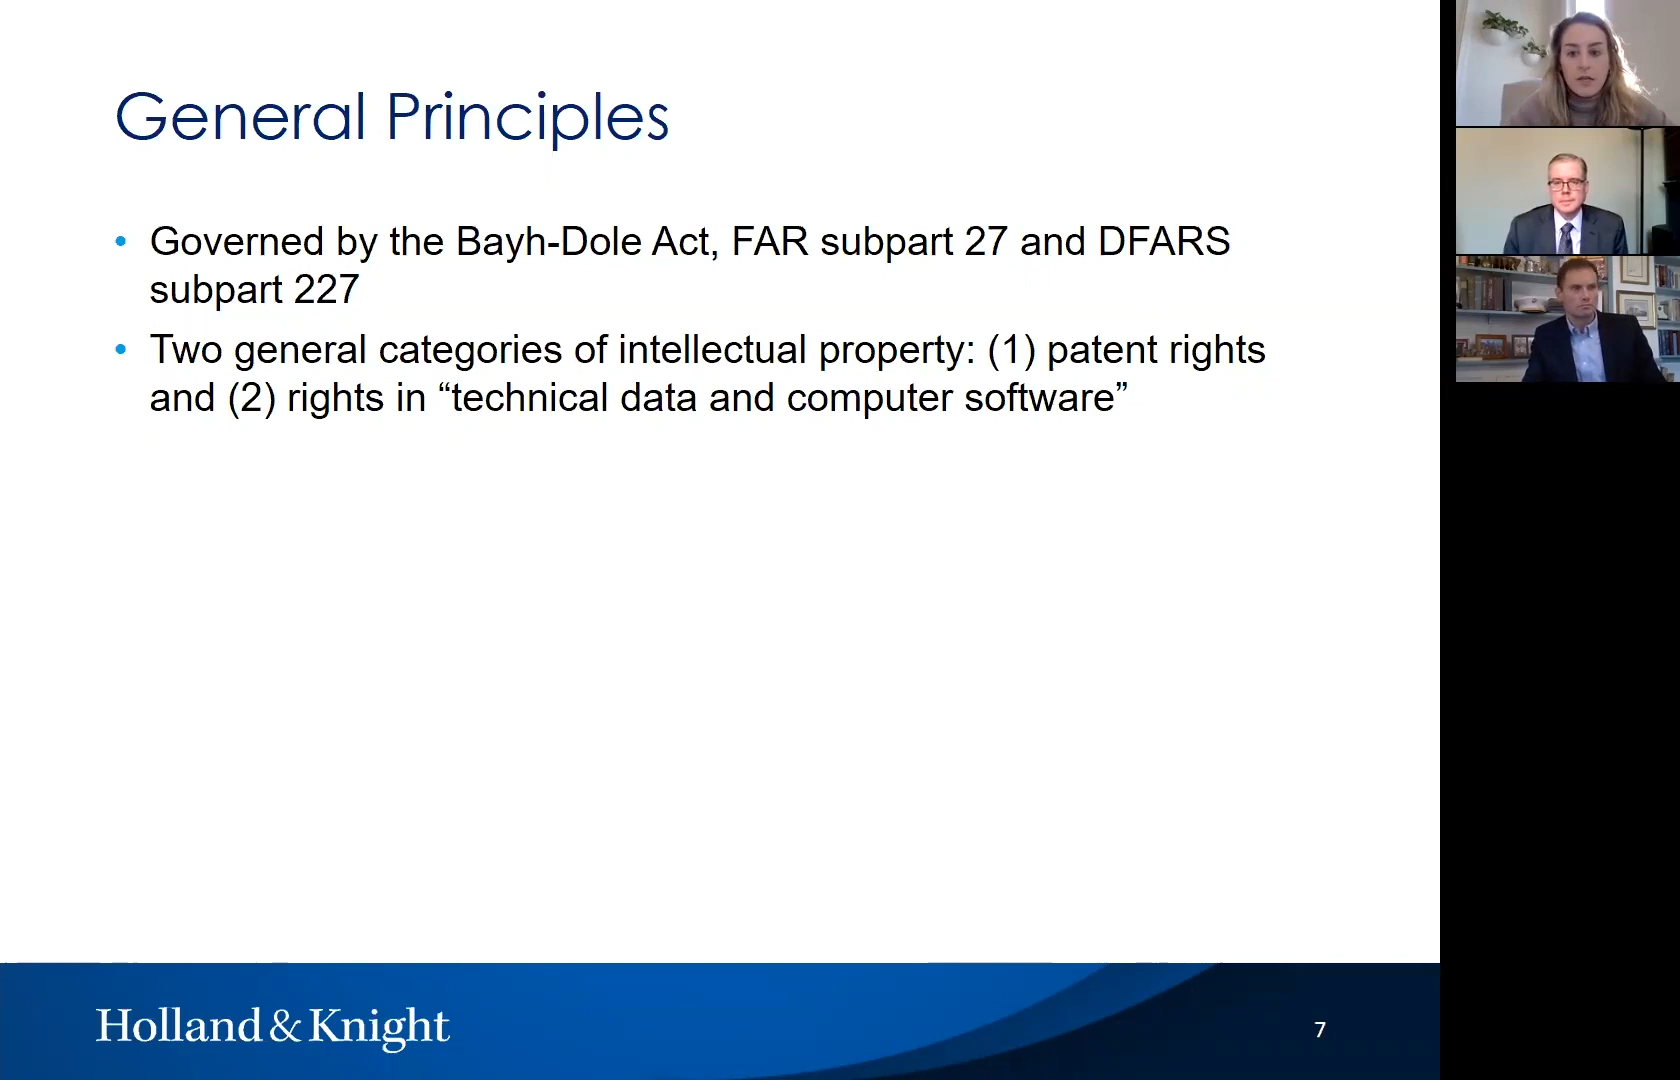 General Principles
• Governed by the Bayh-Dole Act, FAR subpart 27 and DFARS
subpart 227
• Two general categories of intellectual property: (1) patent rights
and (2) rights in “technical data and computer software”
Holland & Knight
7